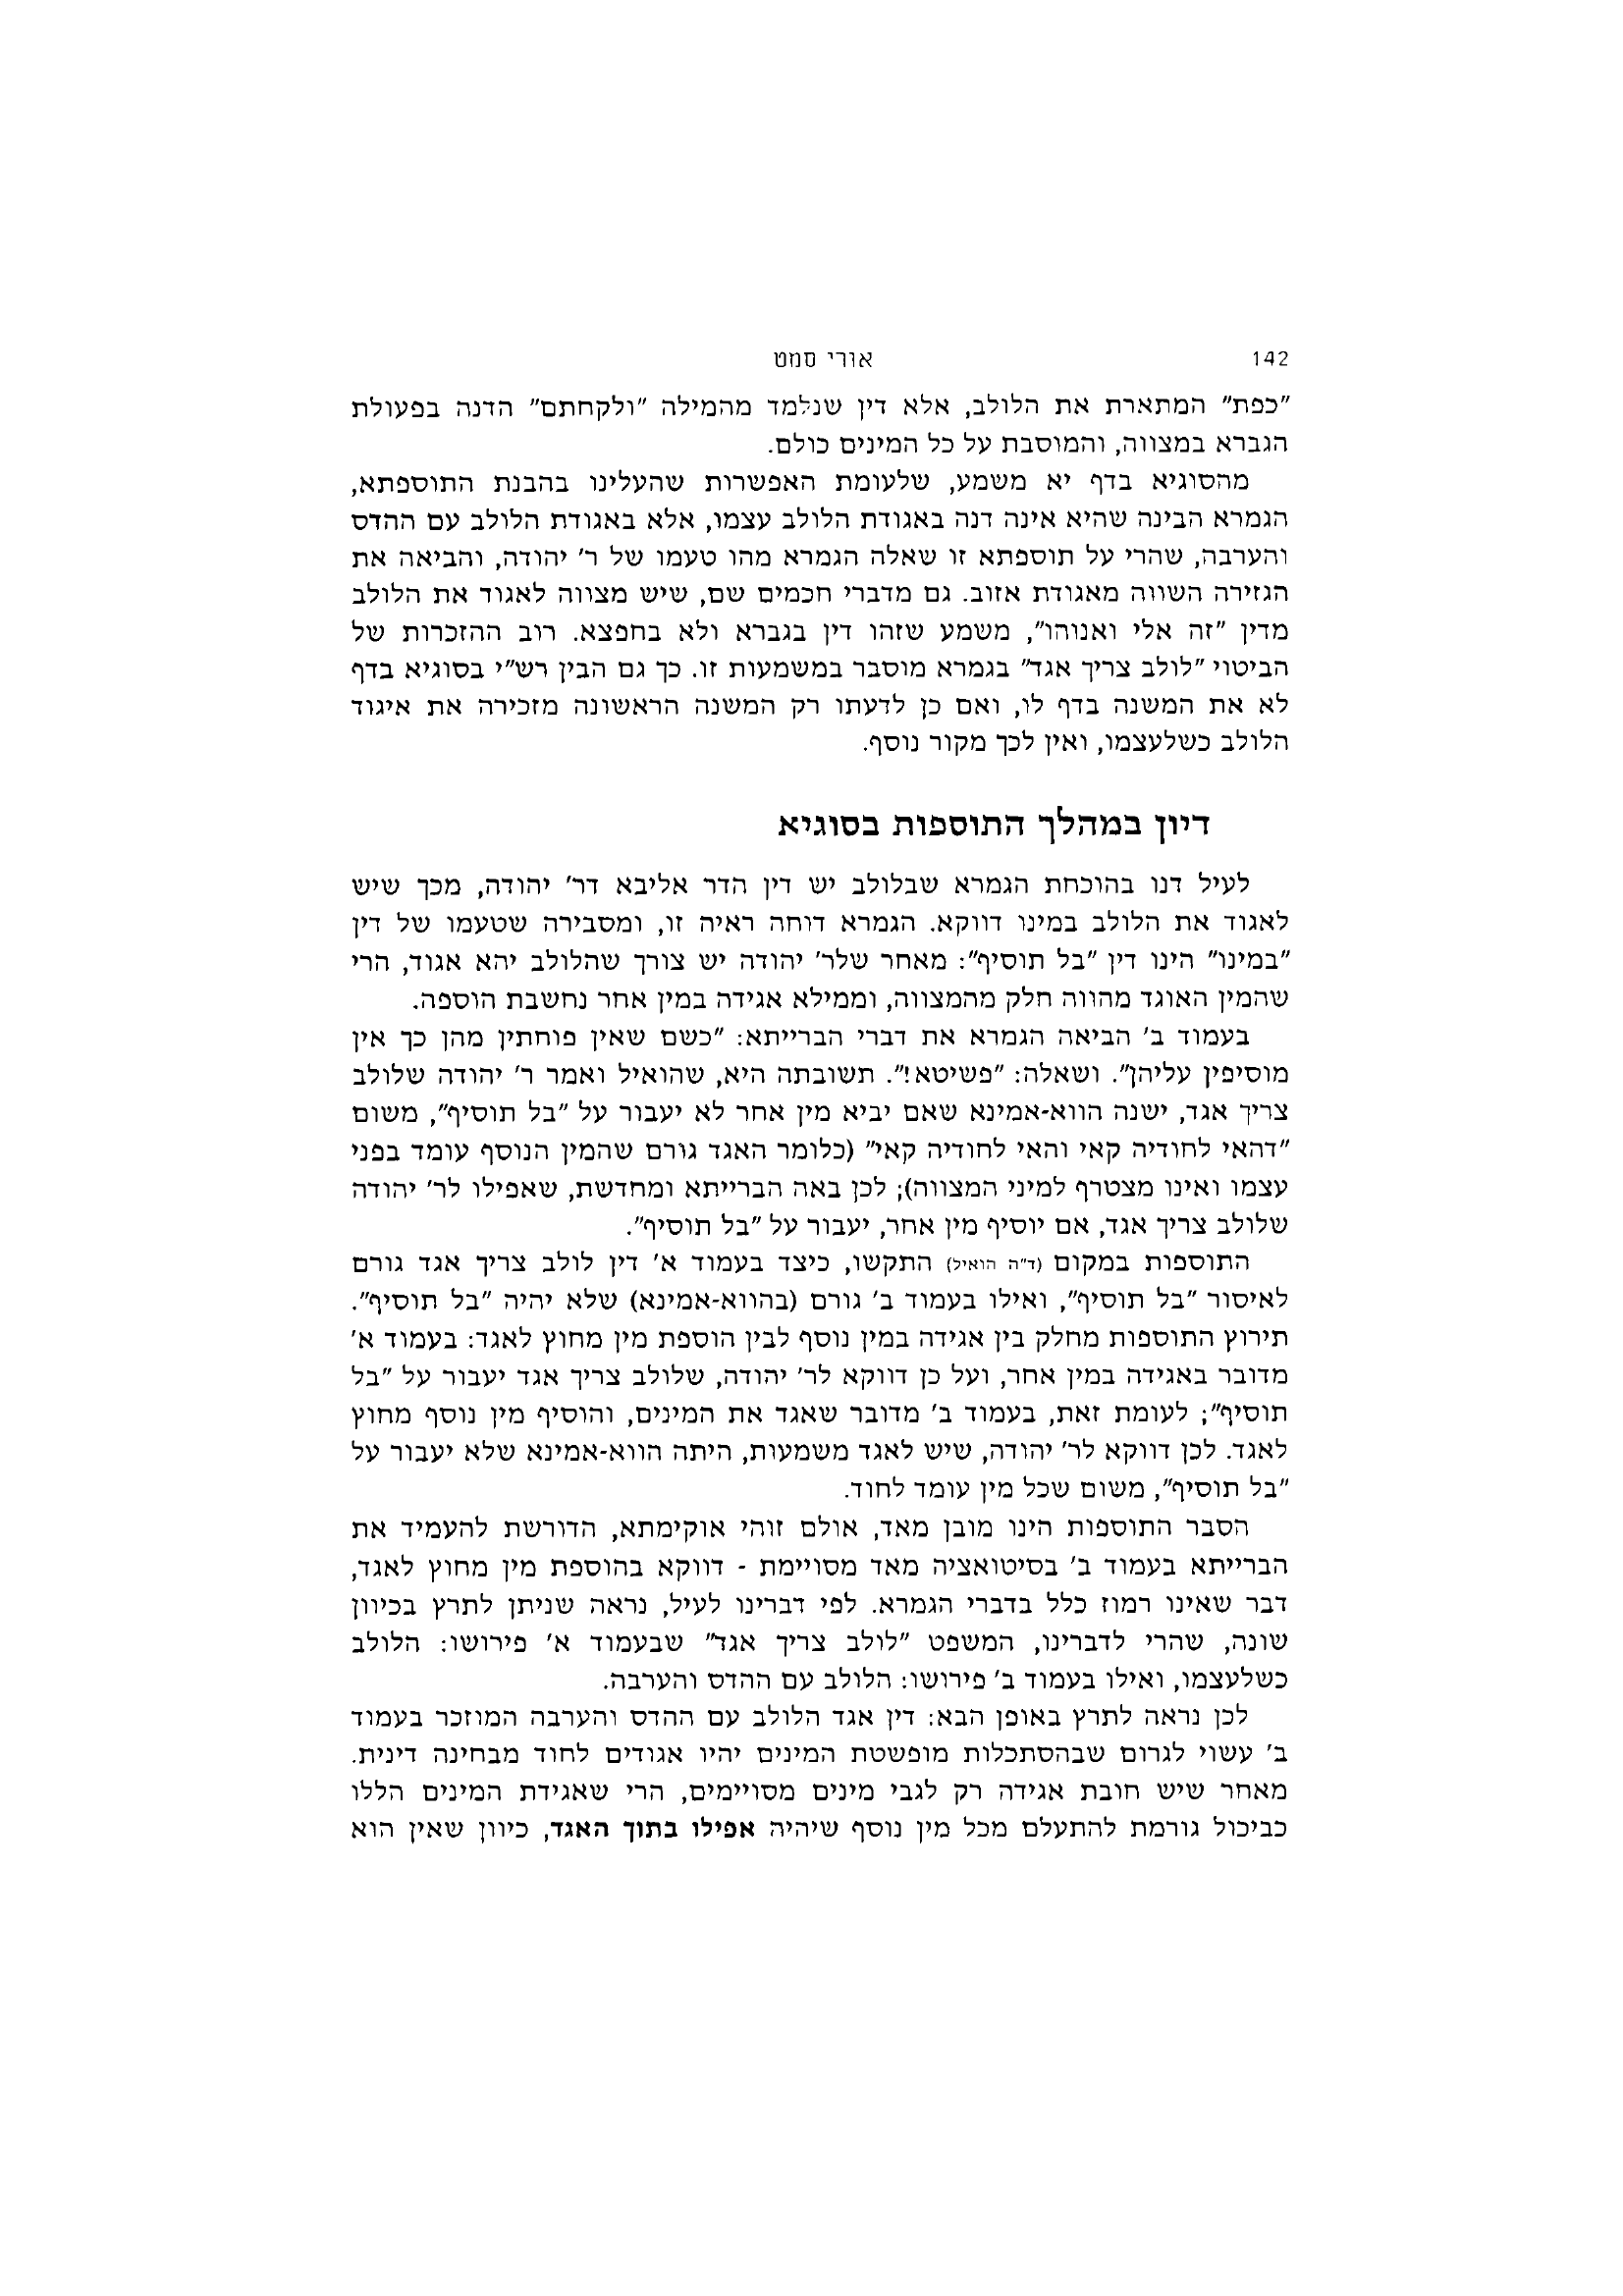 142
אורי סמט
"כפת" המתארת את הלולב, אלא דין שנלמד מהמילה "ולקחתם" הדנה בפעולת
הגברא במצווה, והמוסבת על כל המינים כולם.
מהסוגיא בדף יא משמע, שלעומת האפשרות שהעלינו בהבנת התוספתא,
הגמרא הבינה שהיא אינה דנה באגודת הלולב עצמו, אלא באגודת הלולב עם ההדס
והערבה, שהרי על תוספתא זו שאלה הגמרא מהו טעמו של ר' יהודה, והביאה את
הגזירה השווה מאגודת אזוב. גם מדברי חכמים שם, שיש מצווה לאגוד את הלולב
מדין "זה אלי ואנוהו", משמע שזהו דין בגברא ולא בחפצא. רוב ההזכרות של
הביטוי "לולב צריך אגד" בגמרא מוסבר במשמעות זו. כך גם הבין רש"י בסוגיא בדף
לא את המשנה בדף לו, ואם כן לדעתו רק המשנה הראשונה מזכירה את איגוד
הלולב כשלעצמו, ואין לכך מקור נוסף.
דיון במהלך התוספות בסוגיא
לעיל דנו בהוכחת הגמרא שבלולב יש דין הדר אליבא דר' יהודה, מכך שיש
לאגוד את הלולב במינו דווקא. הגמרא דוחה ראיה זו, ומסבירה שטעמו של דין
"במינו" הינו דין "בל תוסיף": מאחר שלר' יהודה יש צורך שהלולב יהא אגוד, הרי
שהמין האוגד מהווה חלק מהמצווה, וממילא אגידה במין אחר נחשבת הוספה.
בעמוד ב' הביאה הגמרא את דברי הברייתא: "כשם שאין פוחתין מהן כך אין
מוסיפין עליהן". ושאלה: "פשיטא!". תשובתה היא, שהואיל ואמר ר' יהודה שלולב
צריך אגד, ישנה הווא-אמינא שאם יביא מין אחר לא יעבור על "בל תוסיף", משום
"דהאי לחודיה קאי והאי לחודיה קאי" (כלומר האגד גורם שהמין הנוסף עומד בפני
עצמו ואינו מצטרף למיני המצווה); לכן באה הברייתא ומחדשת, שאפילו לר' יהודה
שלולב צריך אגד, אם יוסיף מין אחר, יעבור על "בל תוסיף".
התוספות במקום (ד"ה הואיל) התקשו, כיצד בעמוד א' דין לולב צריך אגד גורם
לאיסור "בל תוסיף", ואילו בעמוד ב' גורם (בהווא-אמינא) שלא יהיה "בל תוסיף".
תירוץ התוספות מחלק בין אגידה במין נוסף לבין הוספת מין מחוץ לאגד: בעמוד א'
מדובר באגידה במין אחר, ועל כן דווקא לר' יהודה, שלולב צריך אגד יעבור על "בל
תוסיף"; לעומת זאת, בעמוד ב' מדובר שאגד את המינים, והוסיף מין נוסף מחוץ
לאגד. לכן דווקא לר' יהודה, שיש לאגד משמעות, היתה הווא-אמינא שלא יעבור על
"בל תוסיף", משום שכל מין עומד לחוד.
הסבר התוספות הינו מובן מאד, אולם זוהי אוקימתא, הדורשת להעמיד את
הברייתא בעמוד ב' בסיטואציה מאד מסויימת - דווקא בהוספת מין מחוץ לאגד,
דבר שאינו רמוז כלל בדברי הגמרא. לפי דברינו לעיל, נראה שניתן לתרץ בכיוון
שונה, שהרי לדברינו, המשפט "לולב צריך אגד" שבעמוד א' פירושו: הלולב
כשלעצמו, ואילו בעמוד ב' פירושו: הלולב עם ההדס והערבה.
לכן נראה לתרץ באופן הבא: דין אגד הלולב עם ההדס והערבה המוזכר בעמוד
ב' עשוי לגרום שבהסתכלות מופשטת המינים יהיו אגודים לחוד מבחינה דינית.
מאחר שיש חובת אגידה רק לגבי מינים מסויימים, הרי שאגידת המינים הללו
כביכול גורמת להתעלם מכל מין נוסף שיהיה אפילו בתוך האגד, כיוון שאין הוא